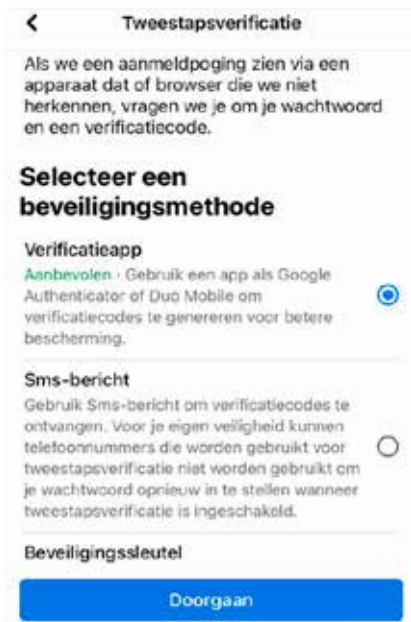 Tweestapsverificatie
Als we een aanmeldpoging zien via een
apparaat dat of browser die we niet
herkennen, vragen we je om je wachtwoord
en een verificatiecode.
Selecteer een
beveiligingsmethode
Verificatieapp
Aanbevolen · Gebruik een app als Google
Authenticator of Duo Mobile om
verificatiecodes te genereren voor betere
bescherming.
Sms-bericht
Gebruik Sms-bericht om verificatiecodes te
ontvangen. Voor je eigen veiligheid kunnen
telefoonnummers die worden gebruikt voor
tweestapsverificatie niet worden gebruikt om
je wachtwoord opnieuw in te stellen wanneer
tweestapsverificatie is ingeschakeld.
Beveiligingssleutel
Doorgaan